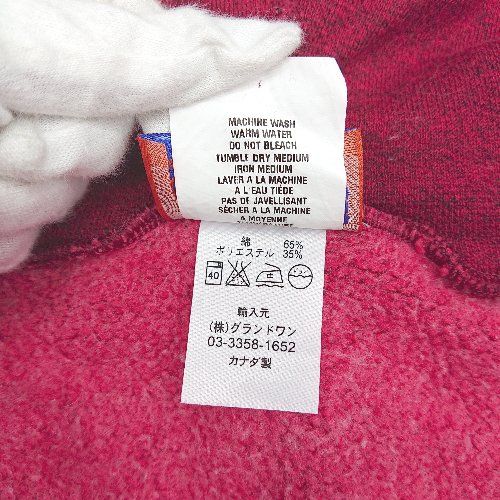 MACHINE WASH
WARM WATER
DO NOT BLEACH
TUMBLE DRY MEDIUM
IRON MEDIUM
LAVER A LA MACHINE
A L'EAU TIÉDE
PAS DE JAVELLISANT
SÉCHER A LA MACHINE
A MOYENNE
綿 65%
ポリエステル 35%
40
輸入元
(株)グランドワン
03-3358-1652
カナダ製